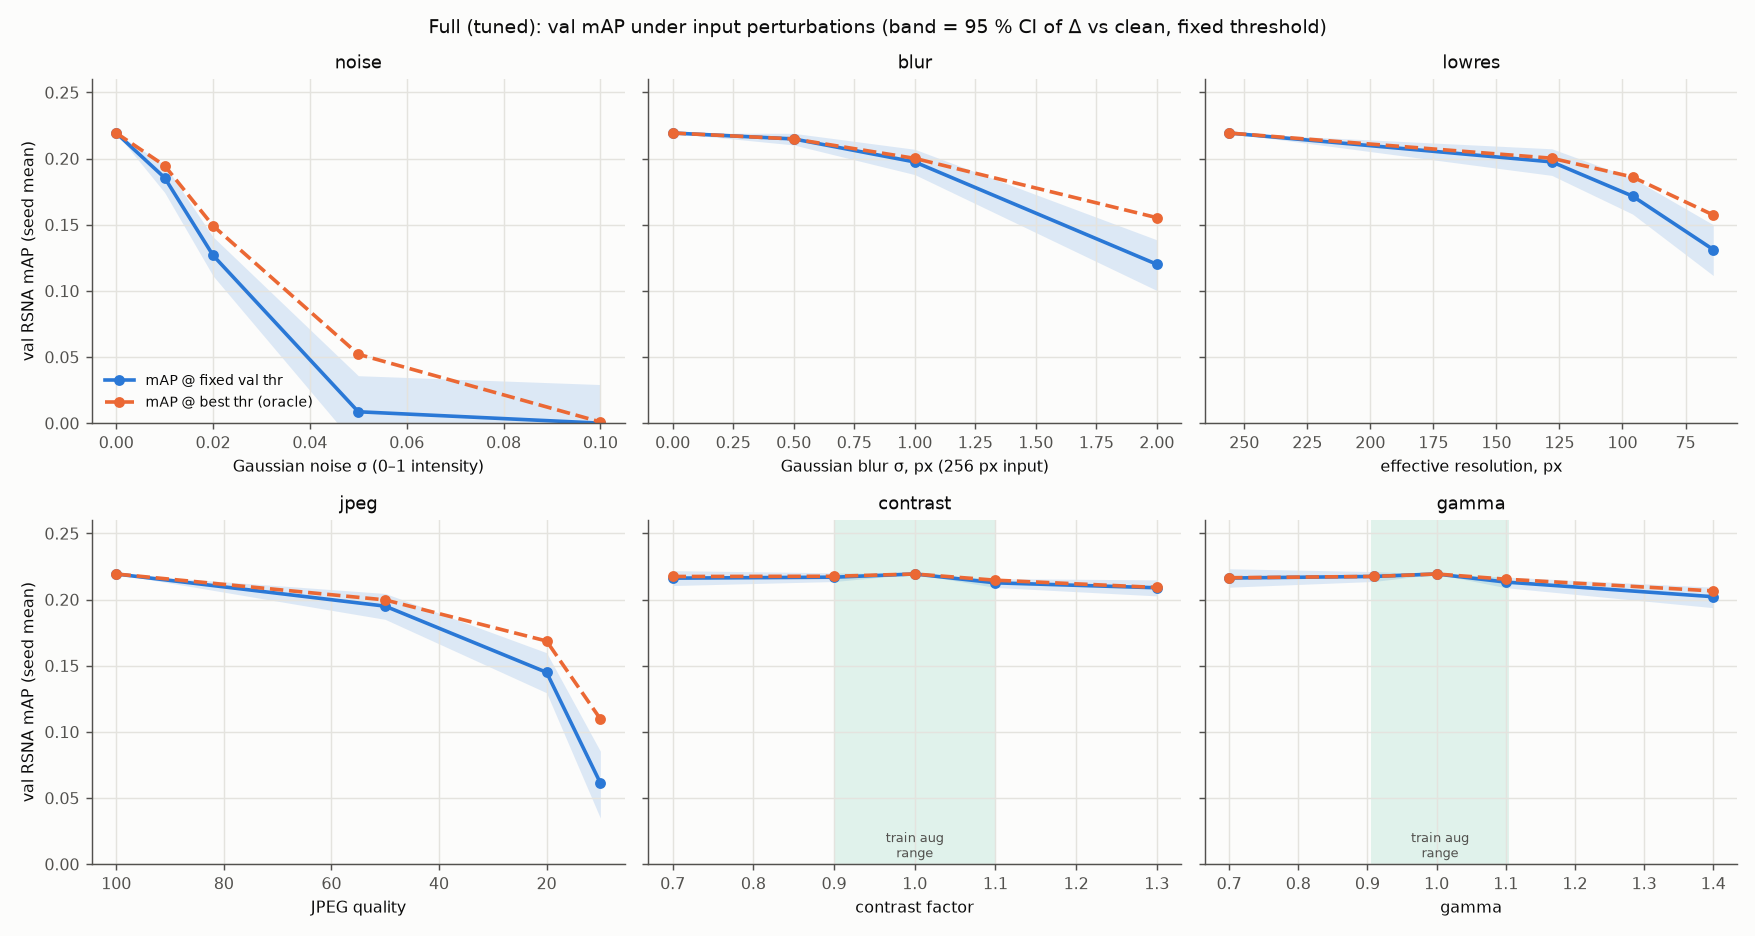 Full (tuned): val mAP under input perturbations (band = 95 % CI of Δ vs clean, fixed threshold)
noise
val RSNA mAP (seed mean)
0.25
0.20
0.15
0.10
0.05
0.00
mAP @ fixed val thr
mAP @ best thr (oracle)
0.00 0.02 0.04 0.06 0.08 0.10
Gaussian noise σ (0–1 intensity)
blur
0.00 0.25 0.50 0.75 1.00 1.25 1.50 1.75 2.00
Gaussian blur σ, px (256 px input)
lowres
250 225 200 175 150 125 100 75
effective resolution, px
jpeg
val RSNA mAP (seed mean)
0.25
0.20
0.15
0.10
0.05
0.00
100 80 60 40 20
JPEG quality
contrast
train aug
range
0.7 0.8 0.9 1.0 1.1 1.2 1.3
contrast factor
gamma
train aug
range
0.7 0.8 0.9 1.0 1.1 1.2 1.3 1.4
gamma